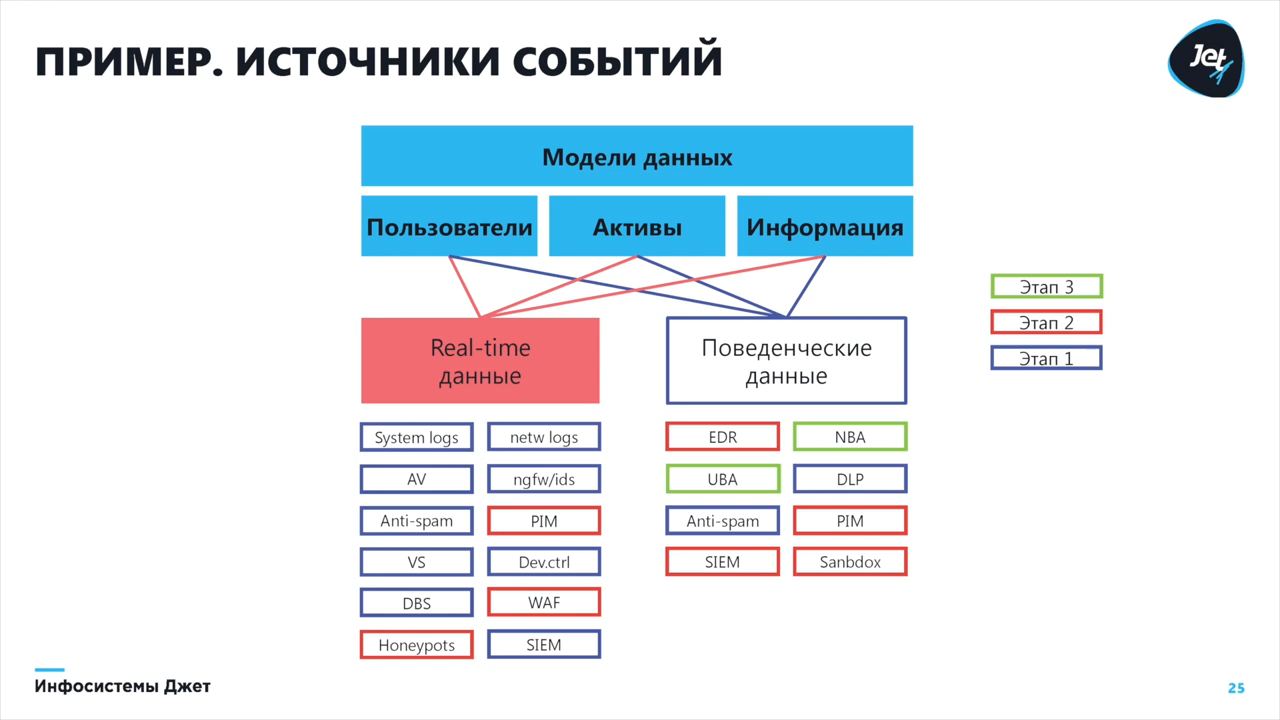 ПРИМЕР. ИСТОЧНИКИ СОБЫТИЙ
Jet
Модели данных
Пользователи
Активы
Информация
Этап 3
Этап 2
Этап 1
Real-time
данные
Поведенческие
данные
System logs
netw logs
EDR
NBA
AV
ngfw/ids
UBA
DLP
Anti-spam
PIM
Anti-spam
PIM
VS
Dev.ctrl
SIEM
Sanbdox
DBS
WAF
Honeypots
SIEM
Инфосистемы Джет
25